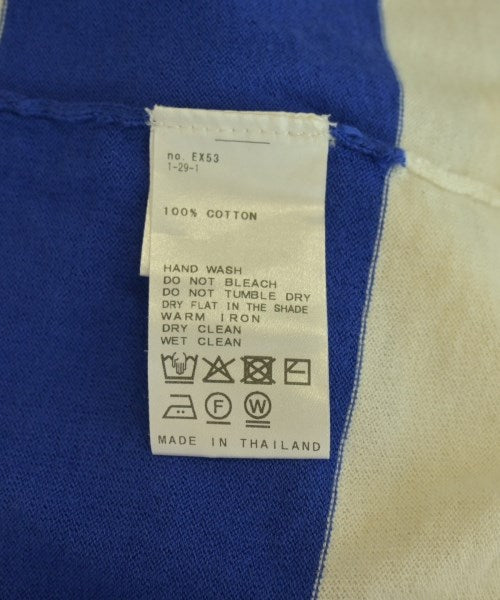 no. EX53
1-29-1
100% COTTON
HAND WASH
DO NOT BLEACH
DO NOT TUMBLE DRY
DRY FLAT IN THE SHADE
WARM IRON
DRY CLEAN
WET CLEAN
F W
MADE IN THAILAND